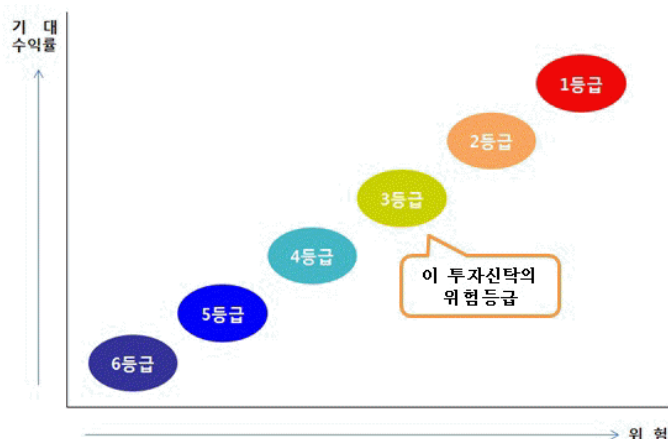 기 대
수익률
1등급
2등급
3등급
4등급
이 투자신탁의
위험등급
5등급
6등급
위 험